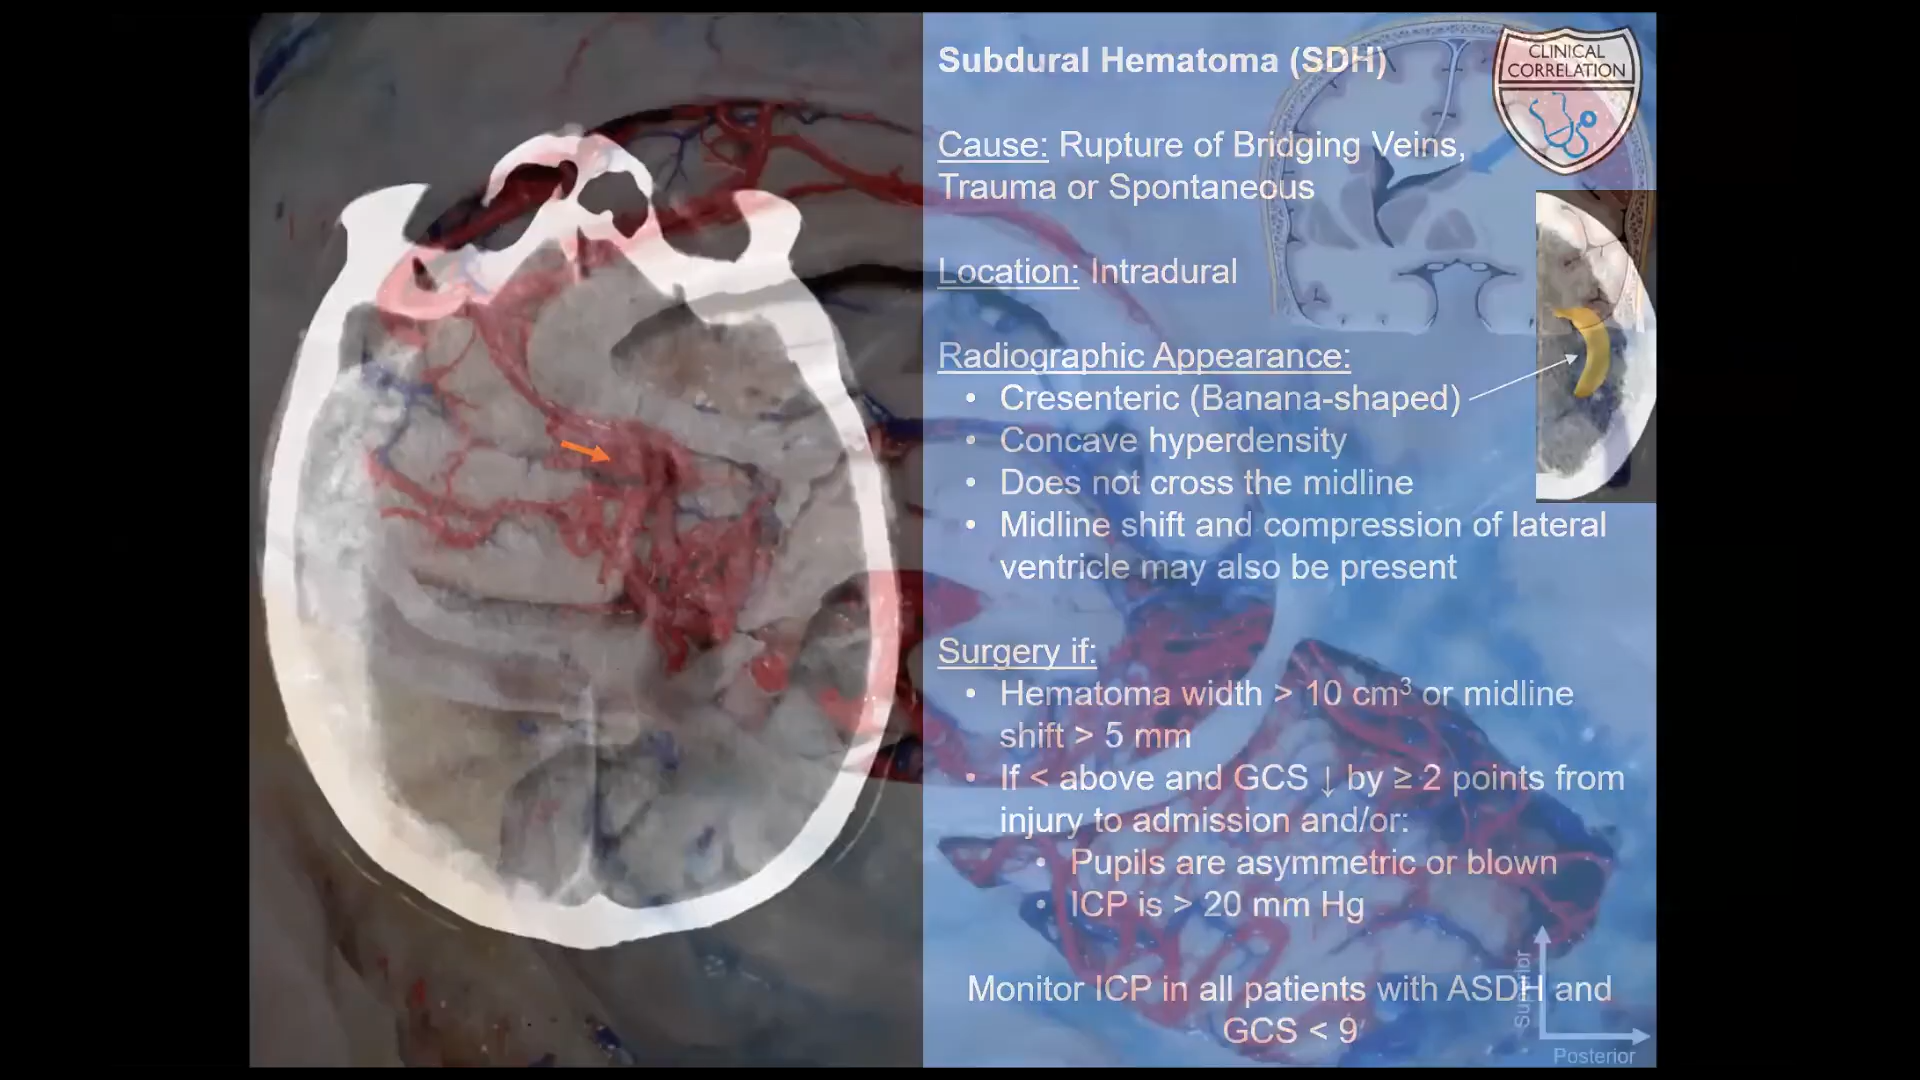 Subdural Hematoma (SDH)
CLINICAL
CORRELATION
Cause: Rupture of Bridging Veins,
Trauma or Spontaneous
Location: Intradural
Radiographic Appearance:
• Cresenteric (Banana-shaped)
• Concave hyperdensity
• Does not cross the midline
• Midline shift and compression of lateral
ventricle may also be present
Surgery if:
• Hematoma width > 10 cm³ or midline
shift > 5 mm
• If < above and GCS ↓ by ≥ 2 points from
injury to admission and/or:
• Pupils are asymmetric or blown
• ICP is > 20 mm Hg
Monitor ICP in all patients with ASDH and
GCS < 9
Superior
Posterior